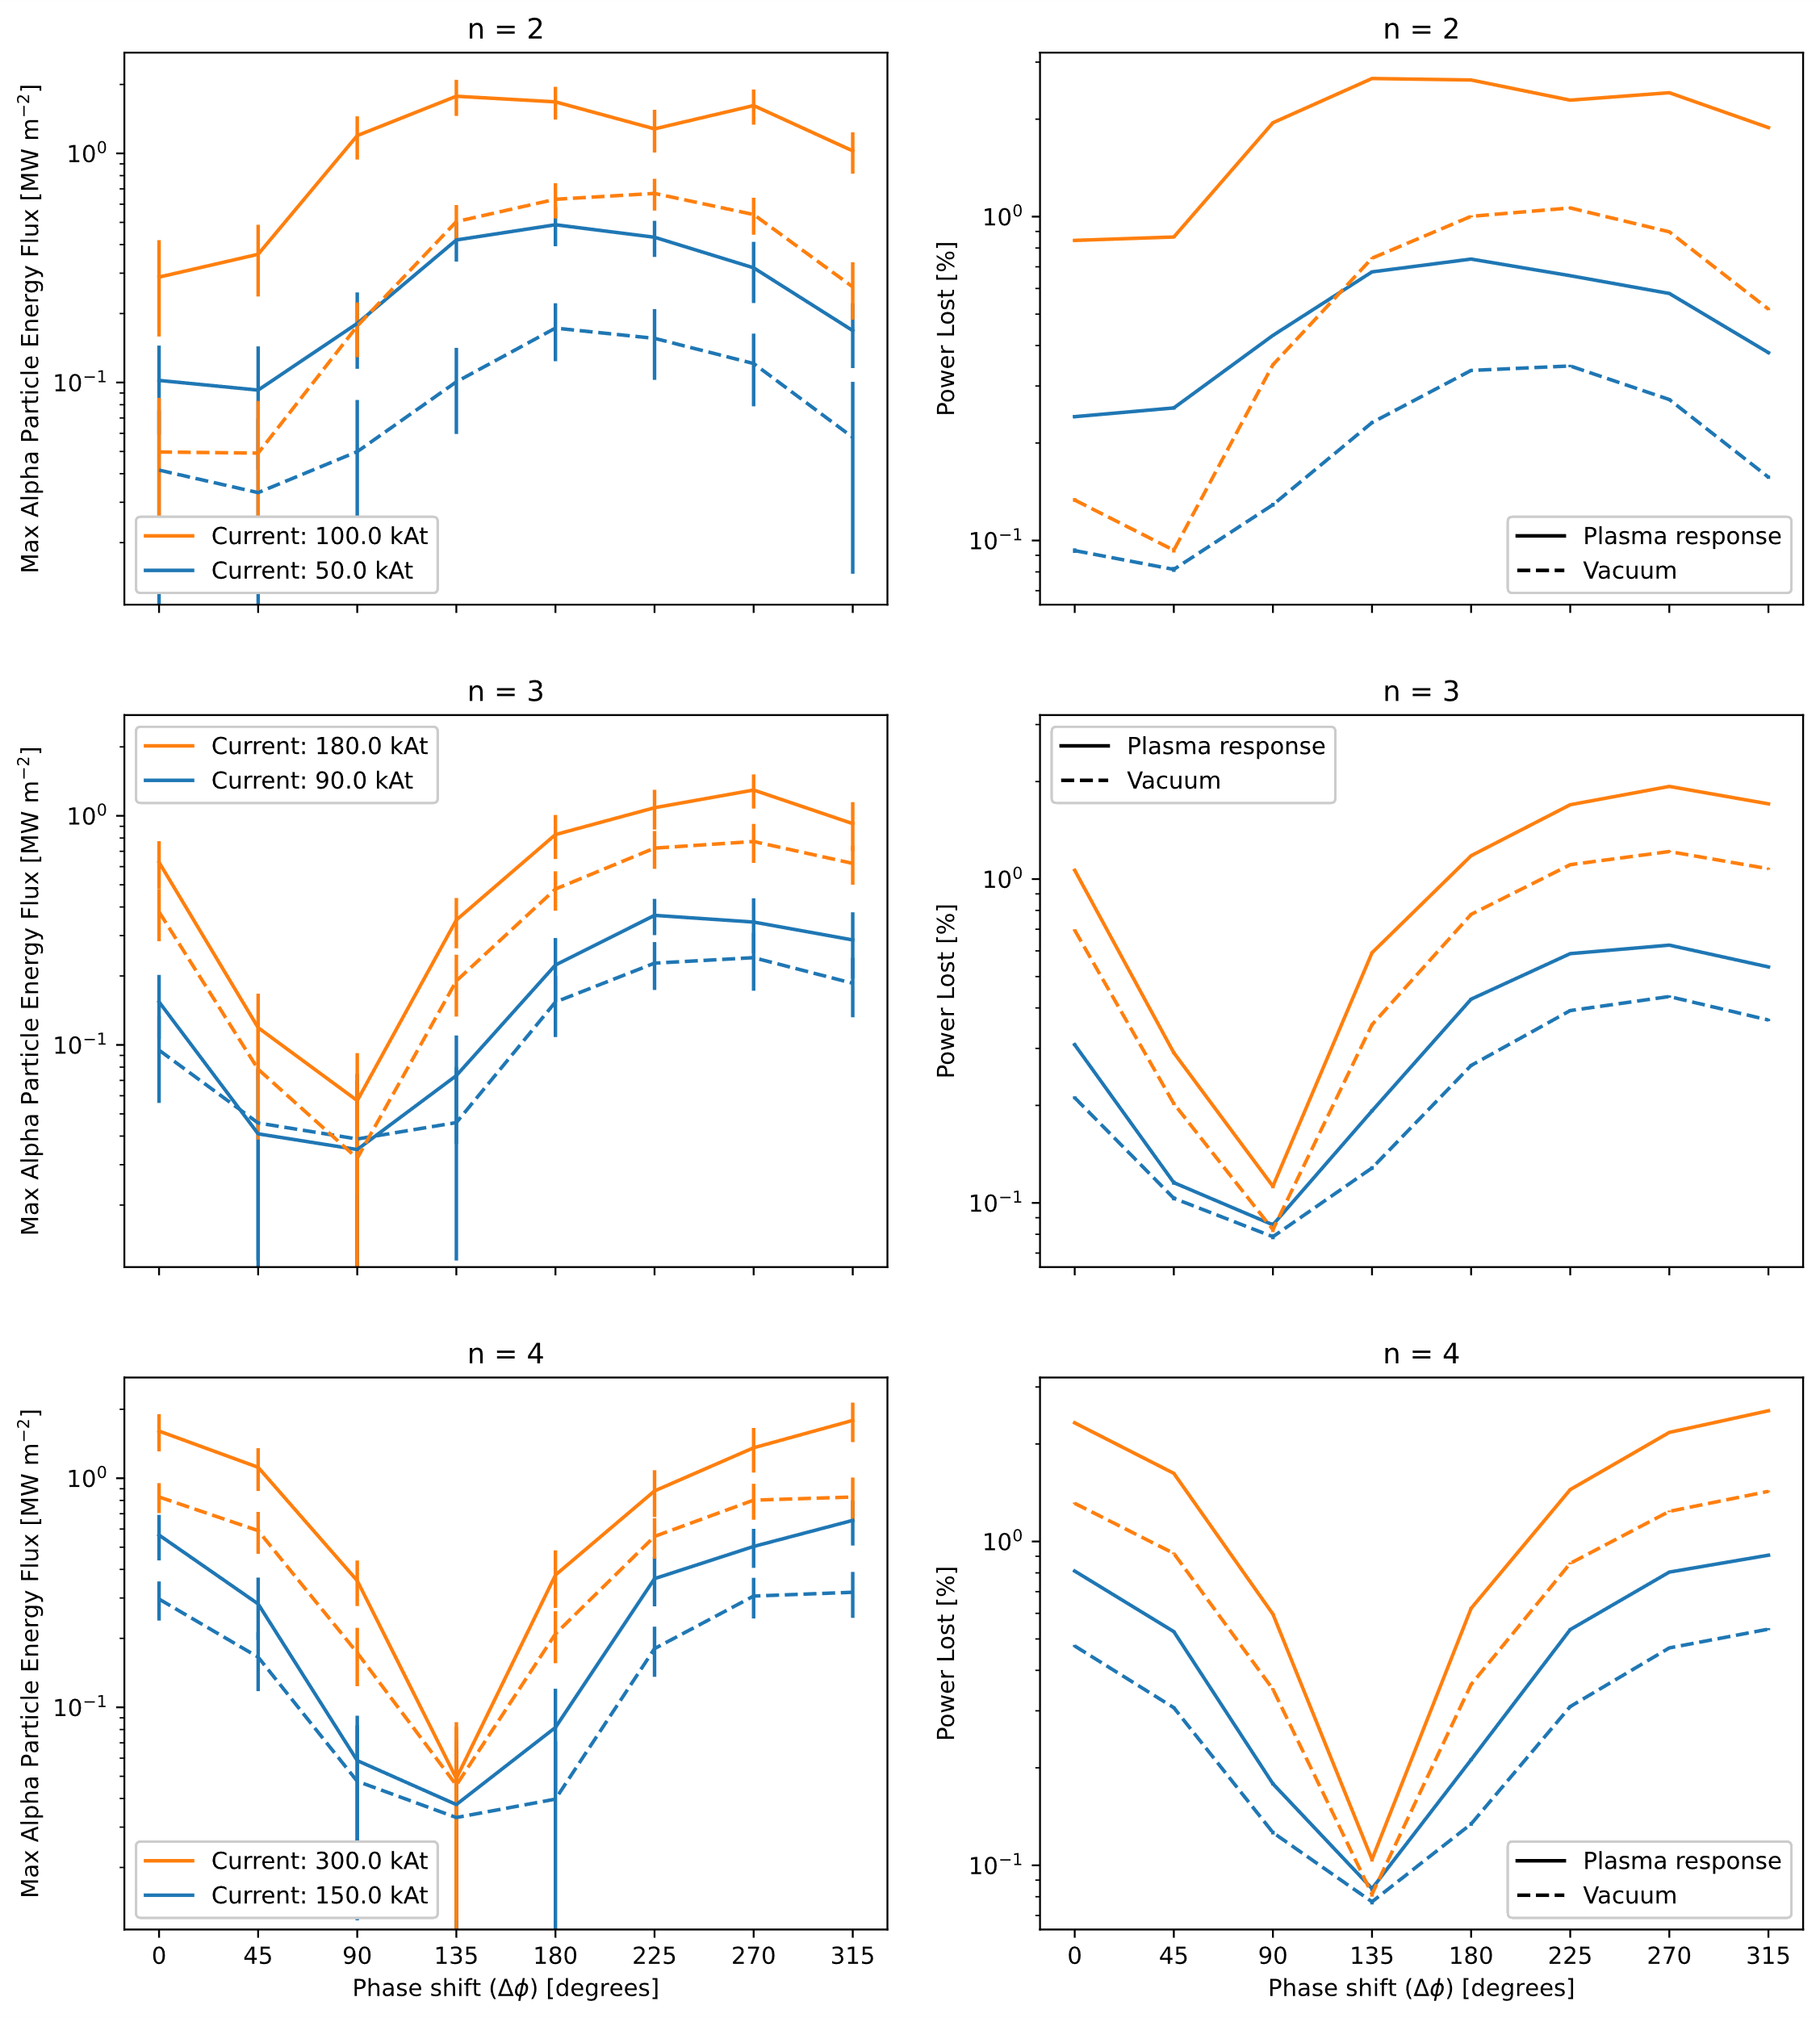 n = 2
Max Alpha Particle Energy Flux [MW m⁻²]
10⁰
10⁻¹
Current: 100.0 kAt
Current: 50.0 kAt
n = 2
Power Lost [%]
10⁰
10⁻¹
Plasma response
Vacuum
n = 3
Max Alpha Particle Energy Flux [MW m⁻²]
10⁰
10⁻¹
Current: 180.0 kAt
Current: 90.0 kAt
n = 3
Power Lost [%]
10⁰
10⁻¹
Plasma response
Vacuum
n = 4
Max Alpha Particle Energy Flux [MW m⁻²]
10⁰
10⁻¹
Current: 300.0 kAt
Current: 150.0 kAt
0 45 90 135 180 225 270 315
Phase shift (Δϕ) [degrees]
n = 4
Power Lost [%]
10⁰
10⁻¹
Plasma response
Vacuum
0 45 90 135 180 225 270 315
Phase shift (Δϕ) [degrees]